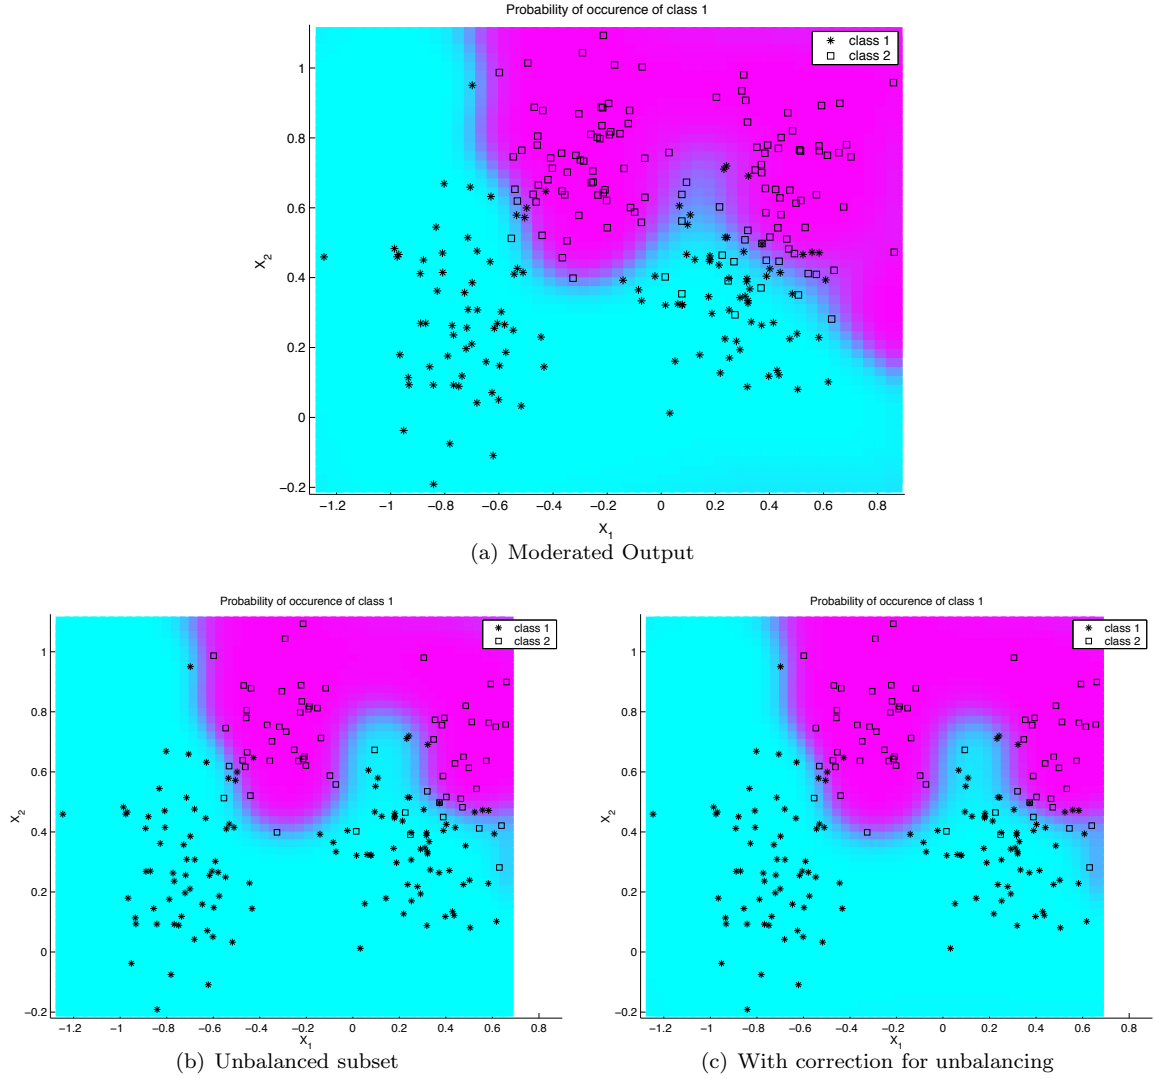 Probability of occurence of class 1
class 1
class 2
1
0.8
0.6
0.4
0.2
0
−0.2
X2
−1.2 −1 −0.8 −0.6 −0.4 −0.2 0 0.2 0.4 0.6 0.8
X1
(a) Moderated Output
Probability of occurence of class 1
class 1
class 2
1
0.8
0.6
0.4
0.2
0
−0.2
X2
−1.2 −1 −0.8 −0.6 −0.4 −0.2 0 0.2 0.4 0.6 0.8
X1
(b) Unbalanced subset
Probability of occurence of class 1
class 1
class 2
1
0.8
0.6
0.4
0.2
0
−0.2
X2
−1.2 −1 −0.8 −0.6 −0.4 −0.2 0 0.2 0.4 0.6 0.8
X1
(c) With correction for unbalancing